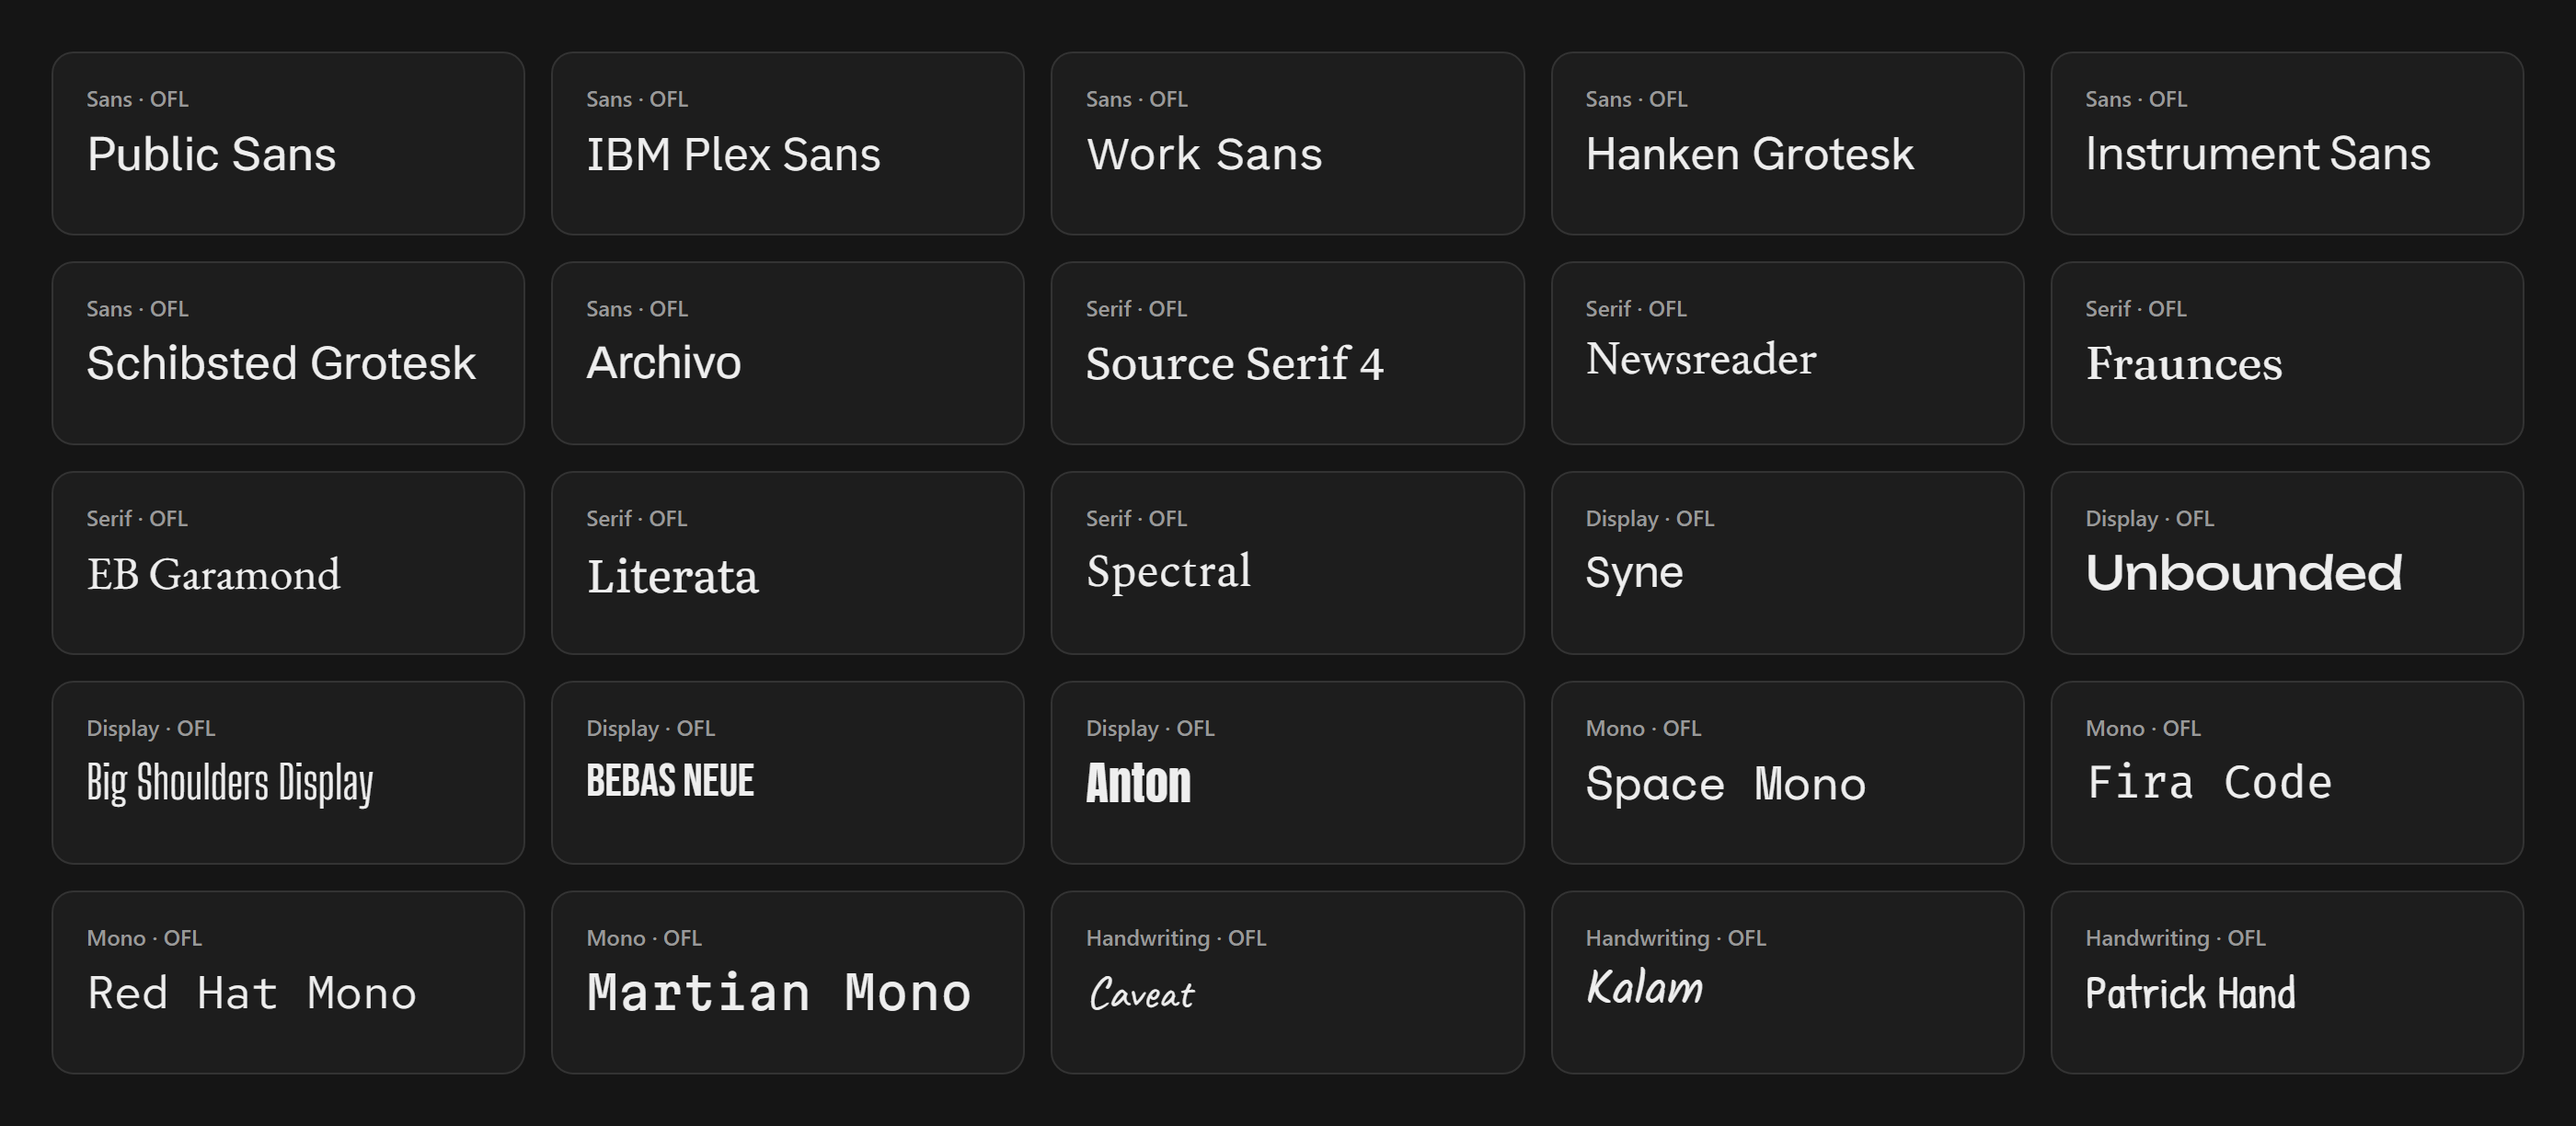 Sans · OFL
Public Sans
Sans · OFL
IBM Plex Sans
Sans · OFL
Work Sans
Sans · OFL
Hanken Grotesk
Sans · OFL
Instrument Sans
Sans · OFL
Schibsted Grotesk
Sans · OFL
Archivo
Serif · OFL
Source Serif 4
Serif · OFL
Newsreader
Serif · OFL
Fraunces
Serif · OFL
EB Garamond
Serif · OFL
Literata
Serif · OFL
Spectral
Display · OFL
Syne
Display · OFL
Unbounded
Display · OFL
Big Shoulders Display
Display · OFL
BEBAS NEUE
Display · OFL
Anton
Mono · OFL
Space Mono
Mono · OFL
Fira Code
Mono · OFL
Red Hat Mono
Mono · OFL
Martian Mono
Handwriting · OFL
Caveat
Handwriting · OFL
Kalam
Handwriting · OFL
Patrick Hand